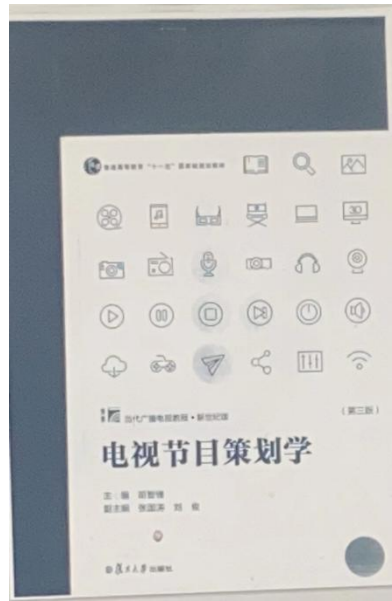 普通高等教育“十一五”国家级规划教材
3D
当代广播电视教程·新世纪版
（第三版）
电视节目策划学
主 编 胡智锋
副主编 张国涛 刘 俊
复旦大学出版社